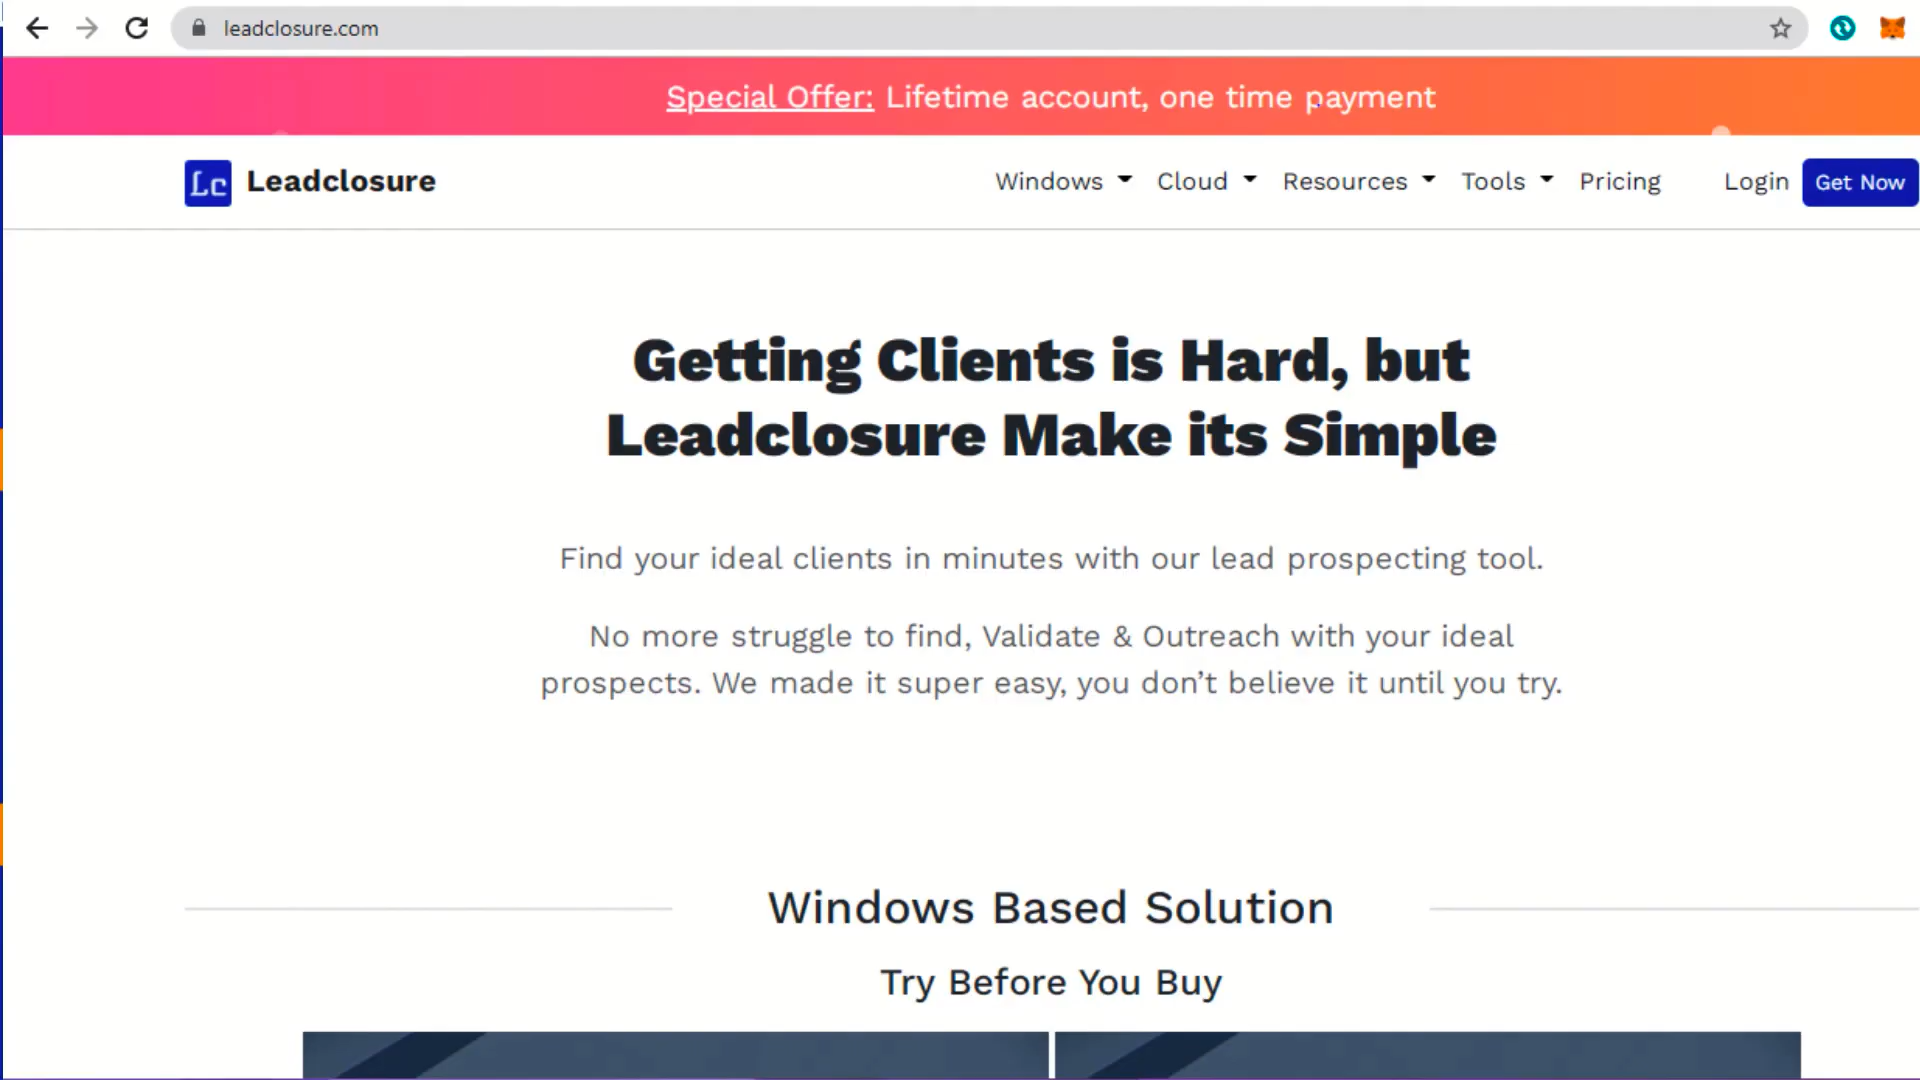 leadclosure.com
Special Offer: Lifetime account, one time payment
Lc Leadclosure
Windows Cloud Resources Tools Pricing Login Get Now
Getting Clients is Hard, but
Leadclosure Make its Simple
Find your ideal clients in minutes with our lead prospecting tool.
No more struggle to find, Validate & Outreach with your ideal
prospects. We made it super easy, you don’t believe it until you try.
Windows Based Solution
Try Before You Buy